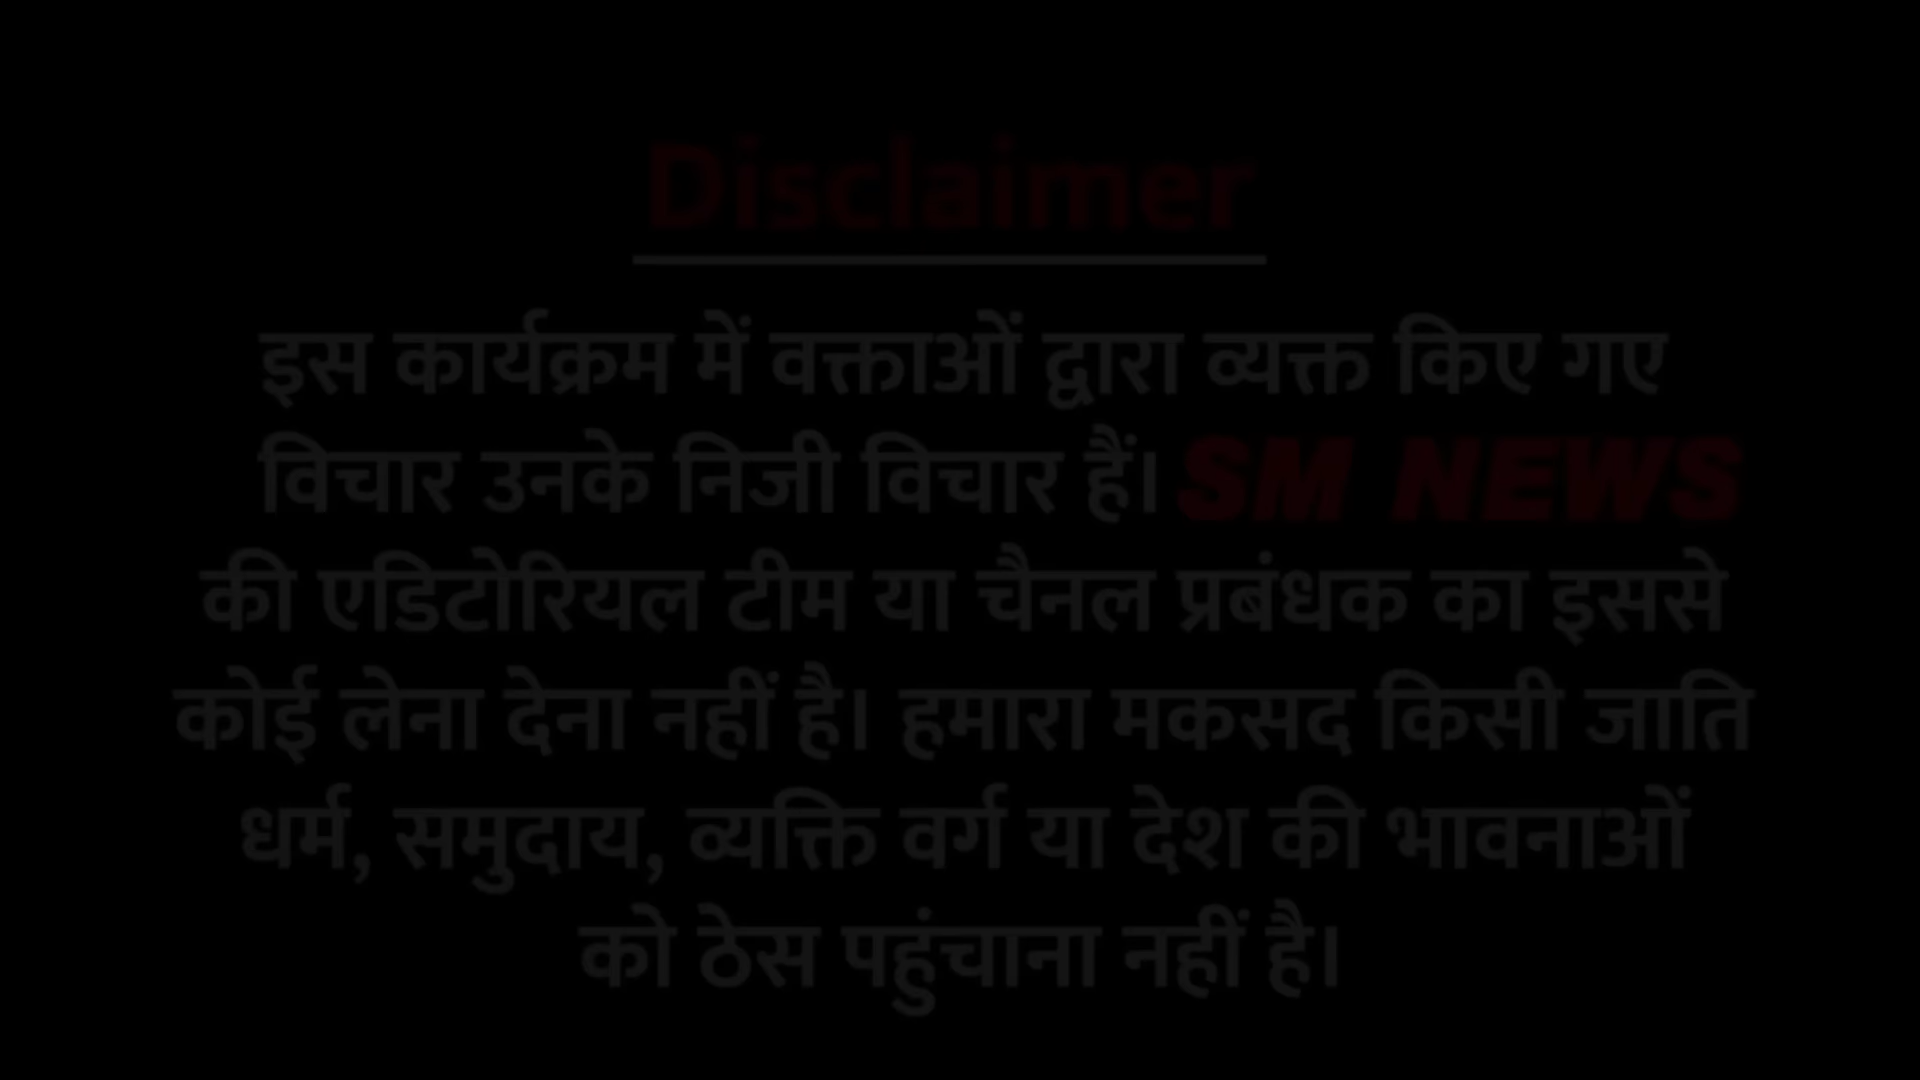 Disclaimer
इस कार्यक्रम में वक्ताओं द्वारा व्यक्त किए गए
विचार उनके निजी विचार हैं। SM NEWS
की एडिटोरियल टीम या चैनल प्रबंधक का इससे
कोई लेना देना नहीं है। हमारा मकसद किसी जाति
धर्म, समुदाय, व्यक्ति वर्ग या देश की भावनाओं
को ठेस पहुंचाना नहीं है।